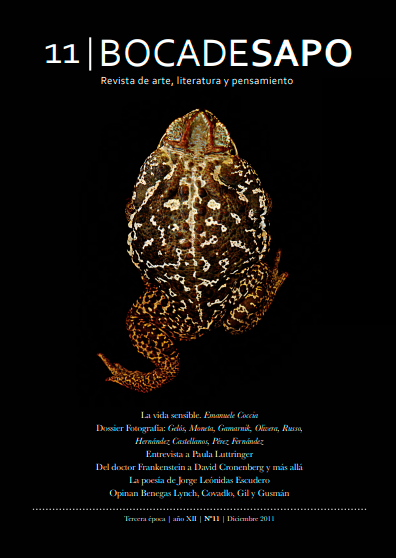 11|BOCADESAPO
Revista de arte, literatura y pensamiento
La vida sensible. Emanuele Coccia
Dossier Fotografía: Gelós, Moneta, Gamarnik, Olivera, Russo,
Hernández Castellanos, Pérez Fernández
Entrevista a Paula Luttringer
Del doctor Frankenstein a David Cronenberg y más allá
La poesía de Jorge Leónidas Escudero
Opinan Benegas Lynch, Covadlo, Gil y Gusmán
Tercera época | año XII | Nº11 | Diciembre 2011